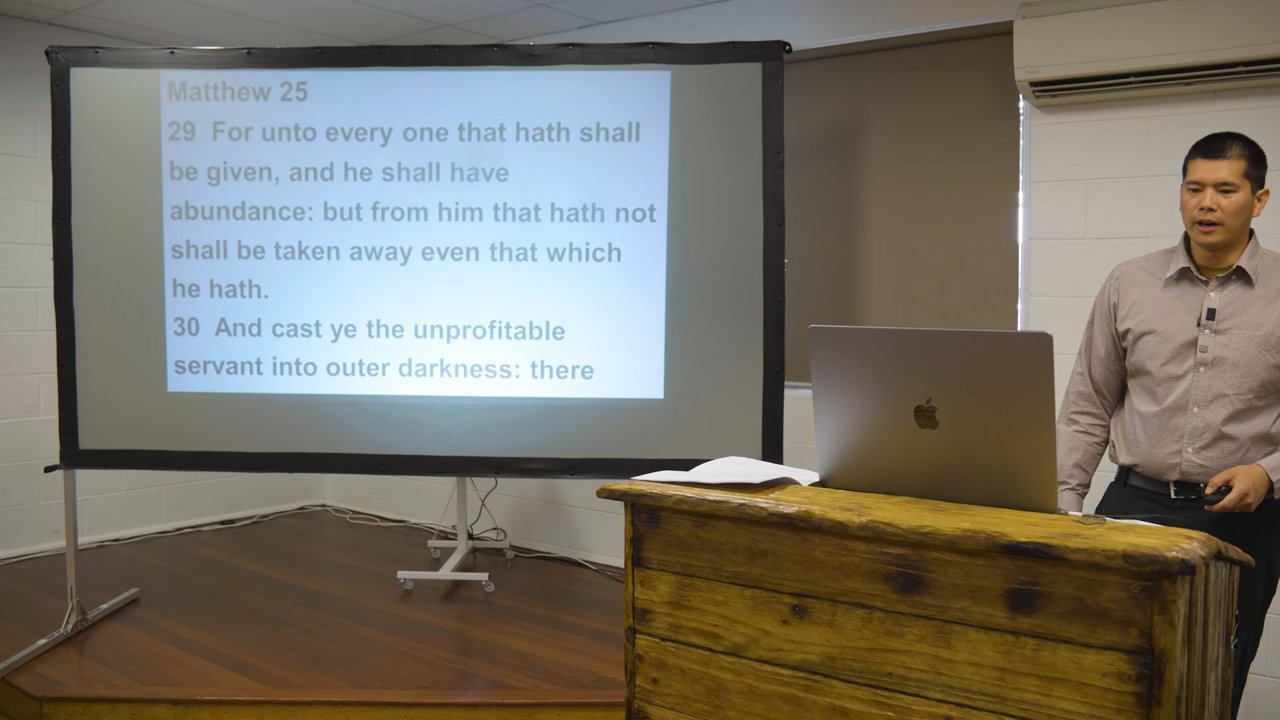 Matthew 25
29 For unto every one that hath shall
be given, and he shall have
abundance: but from him that hath not
shall be taken away even that which
he hath.
30 And cast ye the unprofitable
servant into outer darkness: there